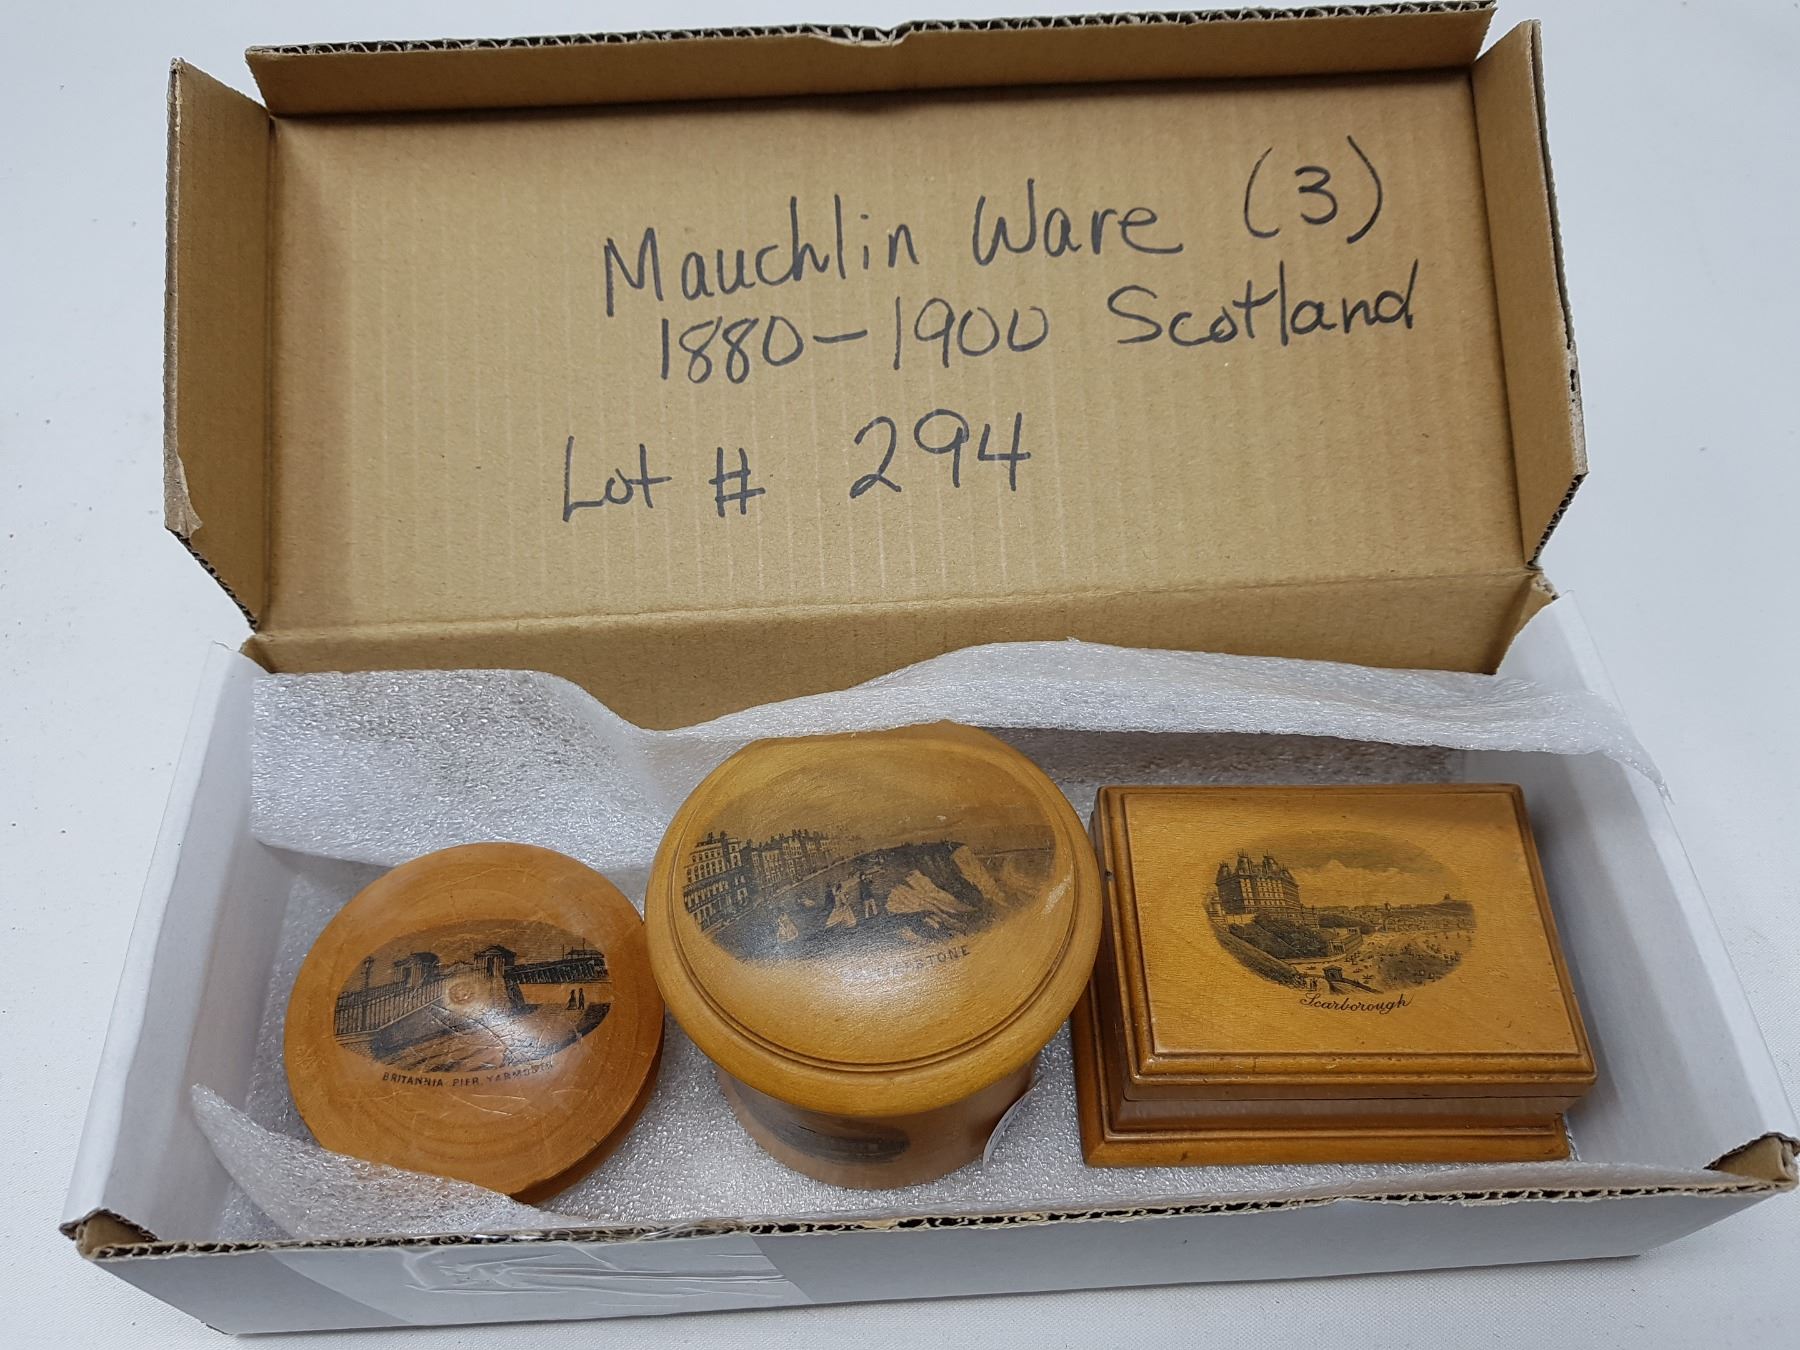 Mauchlin Ware (3)
1880-1900 Scotland
Lot # 294
BRITANNIA PIER, YARMOUTH
Scarborough